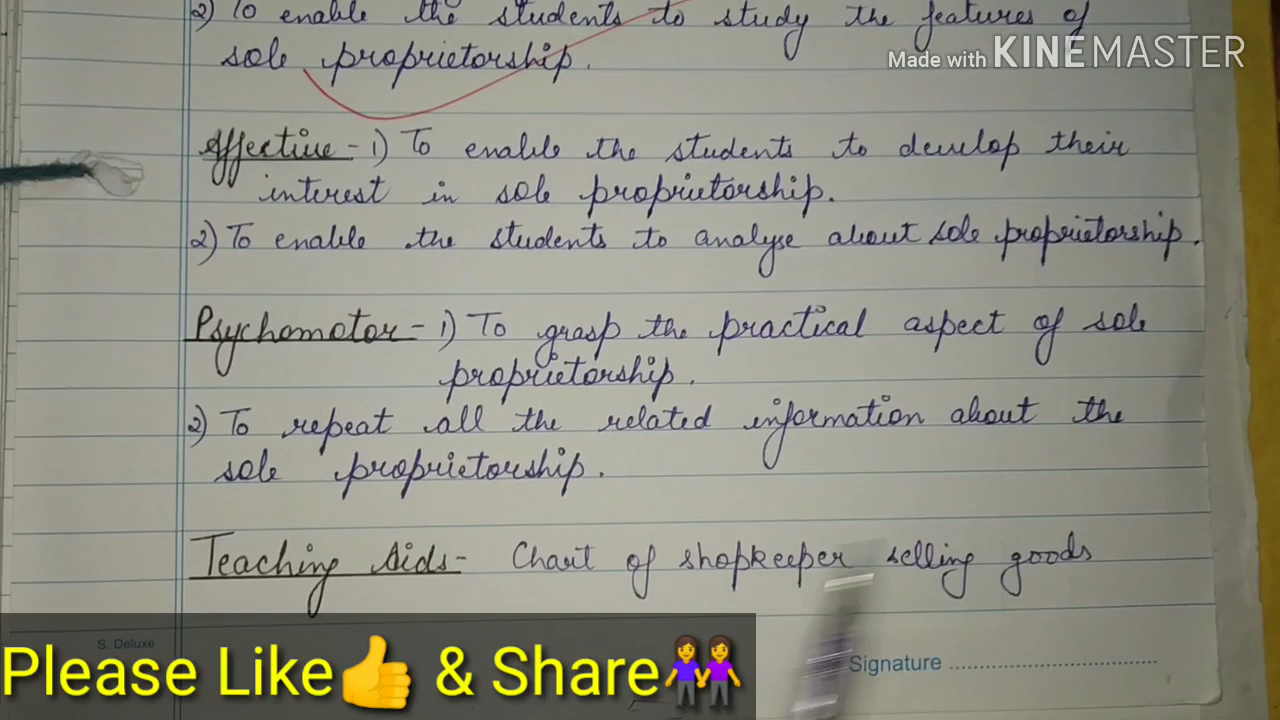 2) To enable the students to study the features of
sole proprietorship.
Made with KINEMASTER
Affective - 1) To enable the students to develop their
interest in sole proprietorship.
2) To enable the students to analyse about sole proprietorship.
Psychomotor - 1) To grasp the practical aspect of sole
proprietorship.
2) To repeat all the related information about the
sole proprietorship.
Teaching Aids - Chart of shopkeeper selling goods
S. Deluxe
Please Like👍 & Share👭
Signature ........................................